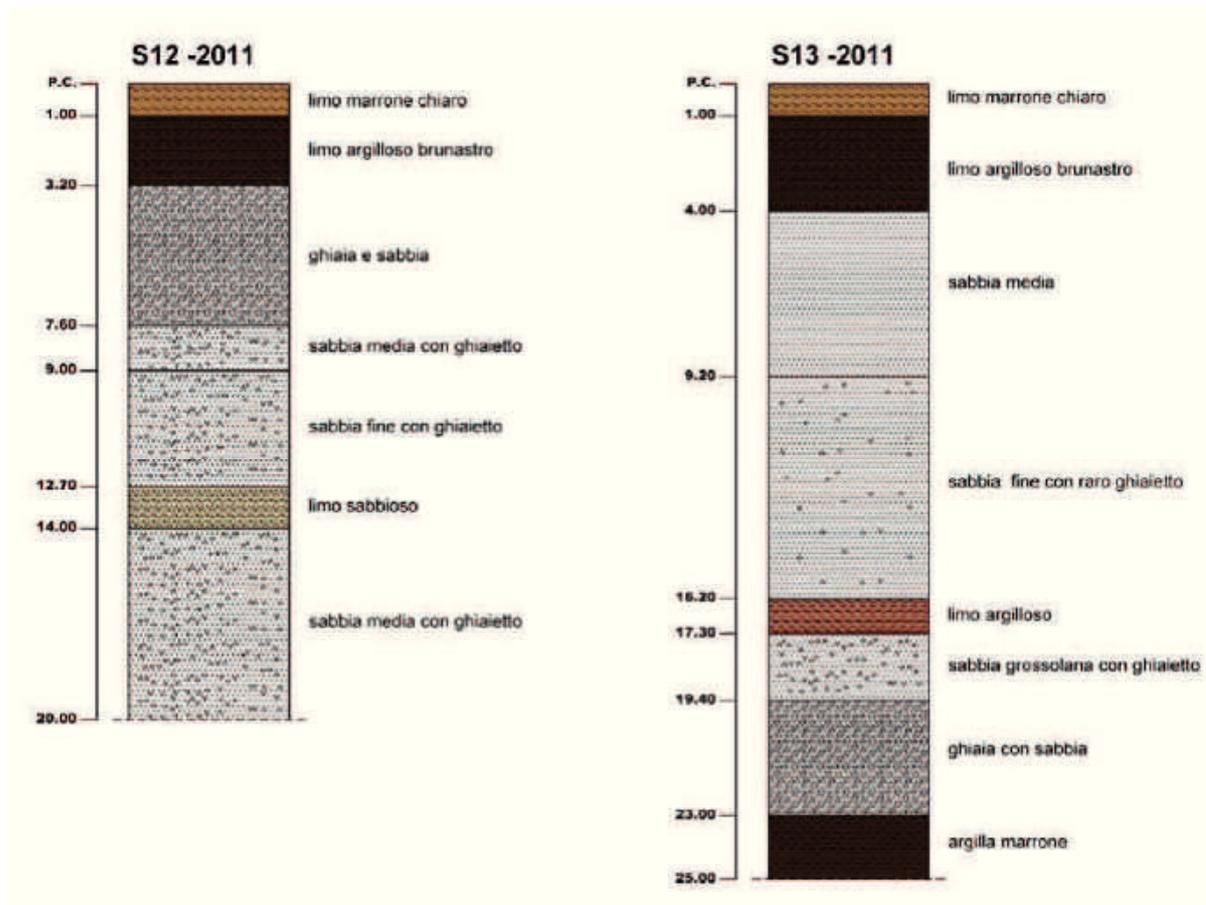 S12 -2011
P.C.
limo marrone chiaro
1.00
limo argilloso brunastro
3.20
ghiaia e sabbia
7.60
sabbia media con ghiaietto
9.00
sabbia fine con ghiaietto
12.70
limo sabbioso
14.00
sabbia media con ghiaietto
20.00
S13 -2011
P.C.
limo marrone chiaro
1.00
limo argilloso brunastro
4.00
sabbia media
9.20
sabbia fine con raro ghiaietto
16.20
limo argilloso
17.30
sabbia grossolana con ghiaietto
19.40
ghiaia con sabbia
23.00
argilla marrone
25.00